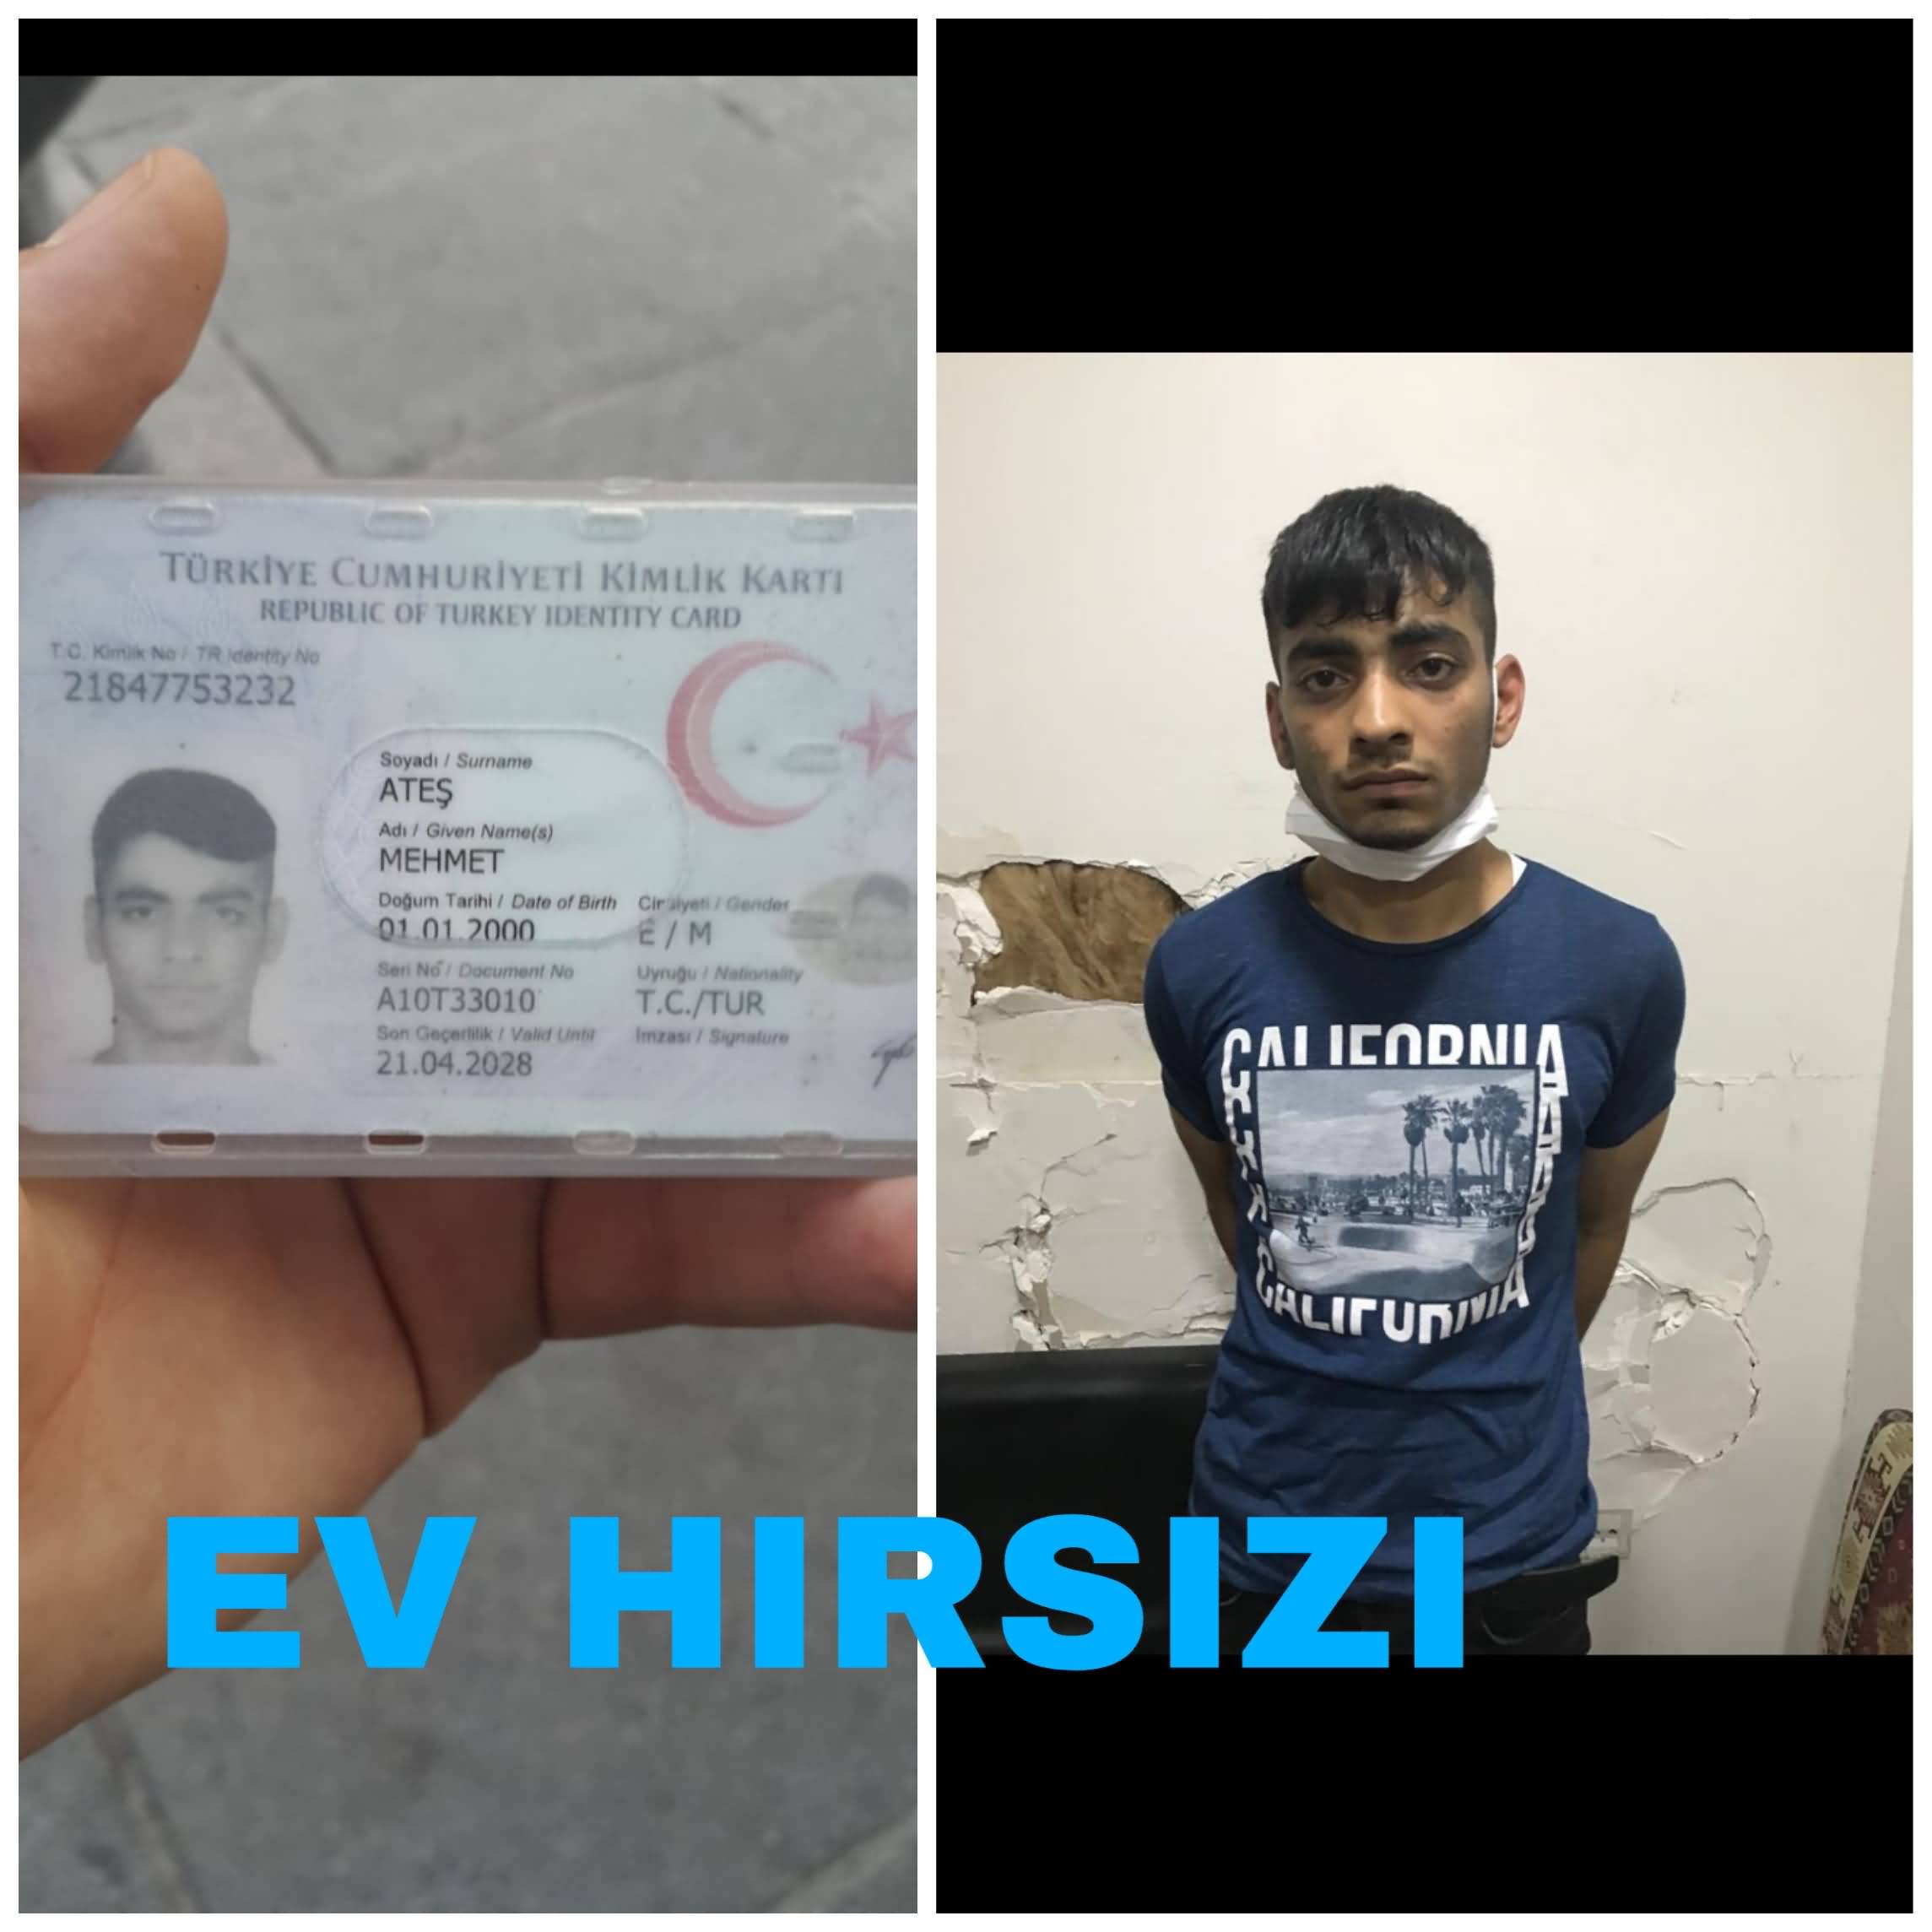 TÜRKİYE CUMHURİYETİ KİMLİK KARTI
REPUBLIC OF TURKEY IDENTITY CARD
T.C. Kimlik No / TR Identity No
21847753232
Soyadı / Surname
ATEŞ
Adı / Given Name(s)
MEHMET
Doğum Tarihi / Date of Birth
01.01.2000
Cinsiyeti / Gender
E / M
Seri No / Document No
A10T33010
Uyruğu / Nationality
T.C./TUR
Son Geçerlilik / Valid Until
21.04.2028
İmzası / Signature
CALIFORNIA
CALIFORNIA
EV HIRSIZI